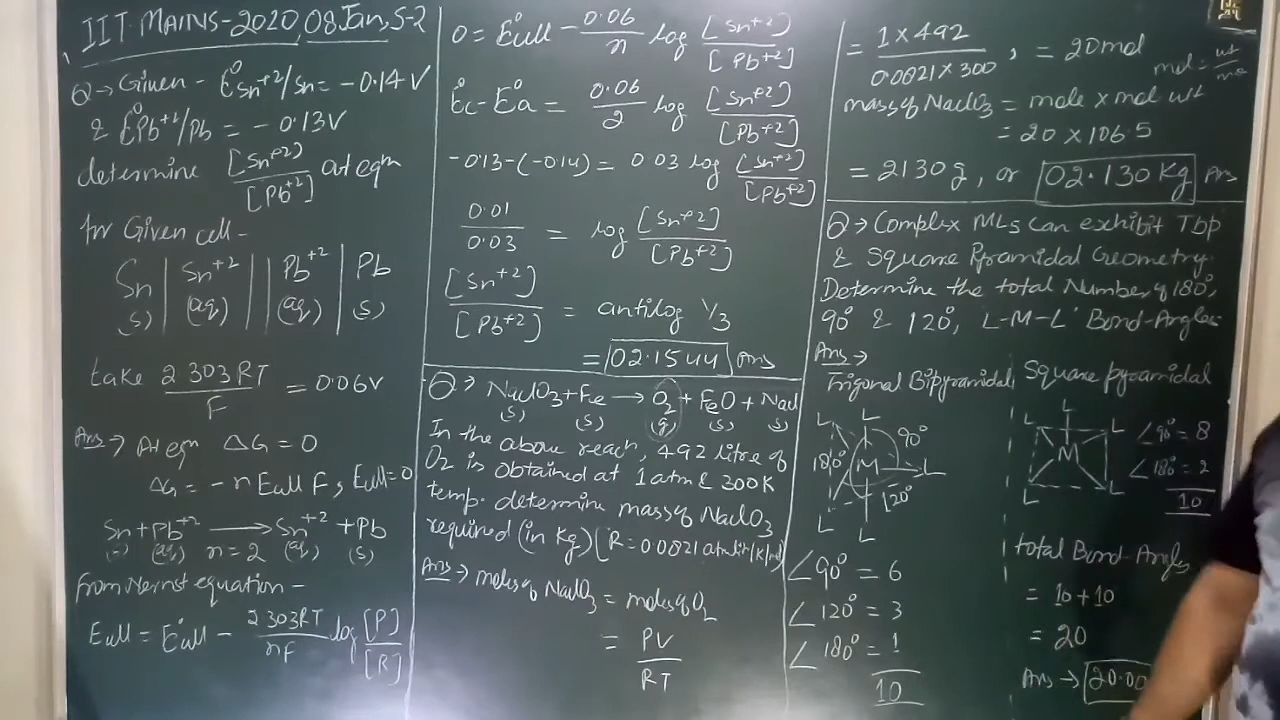 IIT-MAINS-2020, 08 Jan, S-2
Q→ Given - E°Sn⁺²/Sn = -0.14 V
& E°Pb⁺²/Pb = -0.13V
determine [Sn⁺²]/[Pb⁺²] at eqm
for Given cell -
Sn(s) | Sn⁺²(aq) || Pb⁺²(aq) | Pb(s)
take 2.303RT/F = 0.06V
Ans→ At eqm ΔG = 0
ΔG = -n Ecell F, Ecell = 0
Sn + Pb⁺² ⟶ Sn⁺² + Pb
(s) (aq) n=2 (aq) (s)
from Nernst equation -
Ecell = E°cell - 2.303RT/nF log [P]/[R]
0 = E°cell - 0.06/n log [Sn⁺²]/[Pb⁺²]
E°c - E°a = 0.06/2 log [Sn⁺²]/[Pb⁺²]
-0.13-(-0.14) = 0.03 log [Sn⁺²]/[Pb⁺²]
0.01/0.03 = log [Sn⁺²]/[Pb⁺²]
[Sn⁺²]/[Pb⁺²] = antilog 1/3
= 02.1544 Ans
Q→ NaClO₃ + Fe ⟶ O₂ + FeO + NaCl
(s) (s) (g) (s) (s)
In the above reacn, 492 litre of
O₂ is obtained at 1 atm & 300K
temp. determine mass of NaClO₃
required (in Kg) [R = 0.0821 atm lit/K/mol
Ans→ moles of NaClO₃ = moles of O₂
= PV/RT
= 1 × 492 / 0.0821 × 300, = 20 mol
mol = wt/mw
mass of NaClO₃ = mole × mol wt
= 20 × 106.5
= 2130 g, or 02.130 Kg Ans
Q→ Complex ML₅ can exhibit Tbp
& Square Pyramidal Geometry.
Determine the total Number of 180°,
90° & 120°, L-M-L Bond-Angles
Ans→
Trigonal Bipyramidal
L L
90°
180° M L
120°
L L
∠90° = 6
∠120° = 3
∠180° = 1
10
Square pyramidal
L L L
M
L L
∠90° = 8
∠180° = 2
10
total Bond-Angles
= 10 + 10
= 20
Ans → 20.00